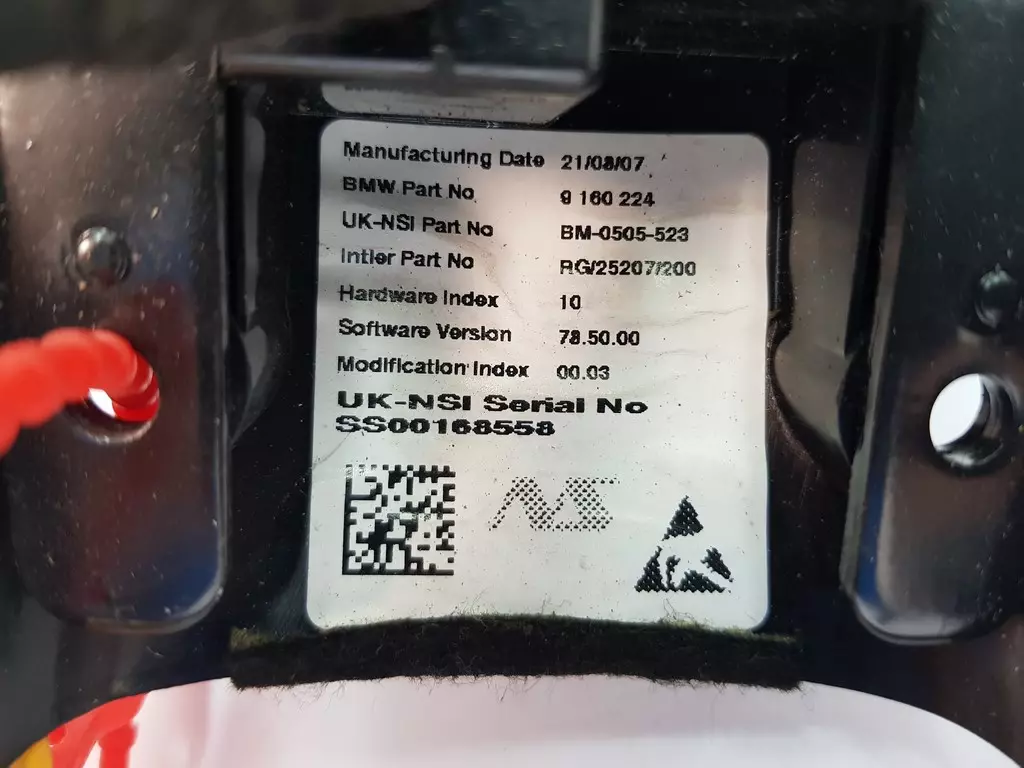 Manufacturing Date 21/08/07
BMW Part No 9 160 224
UK-NSI Part No BM-0505-523
Intier Part No RG/25207/200
Hardware Index 10
Software Version 78.50.00
Modification Index 00.03
UK-NSI Serial No
SS00168558
NS